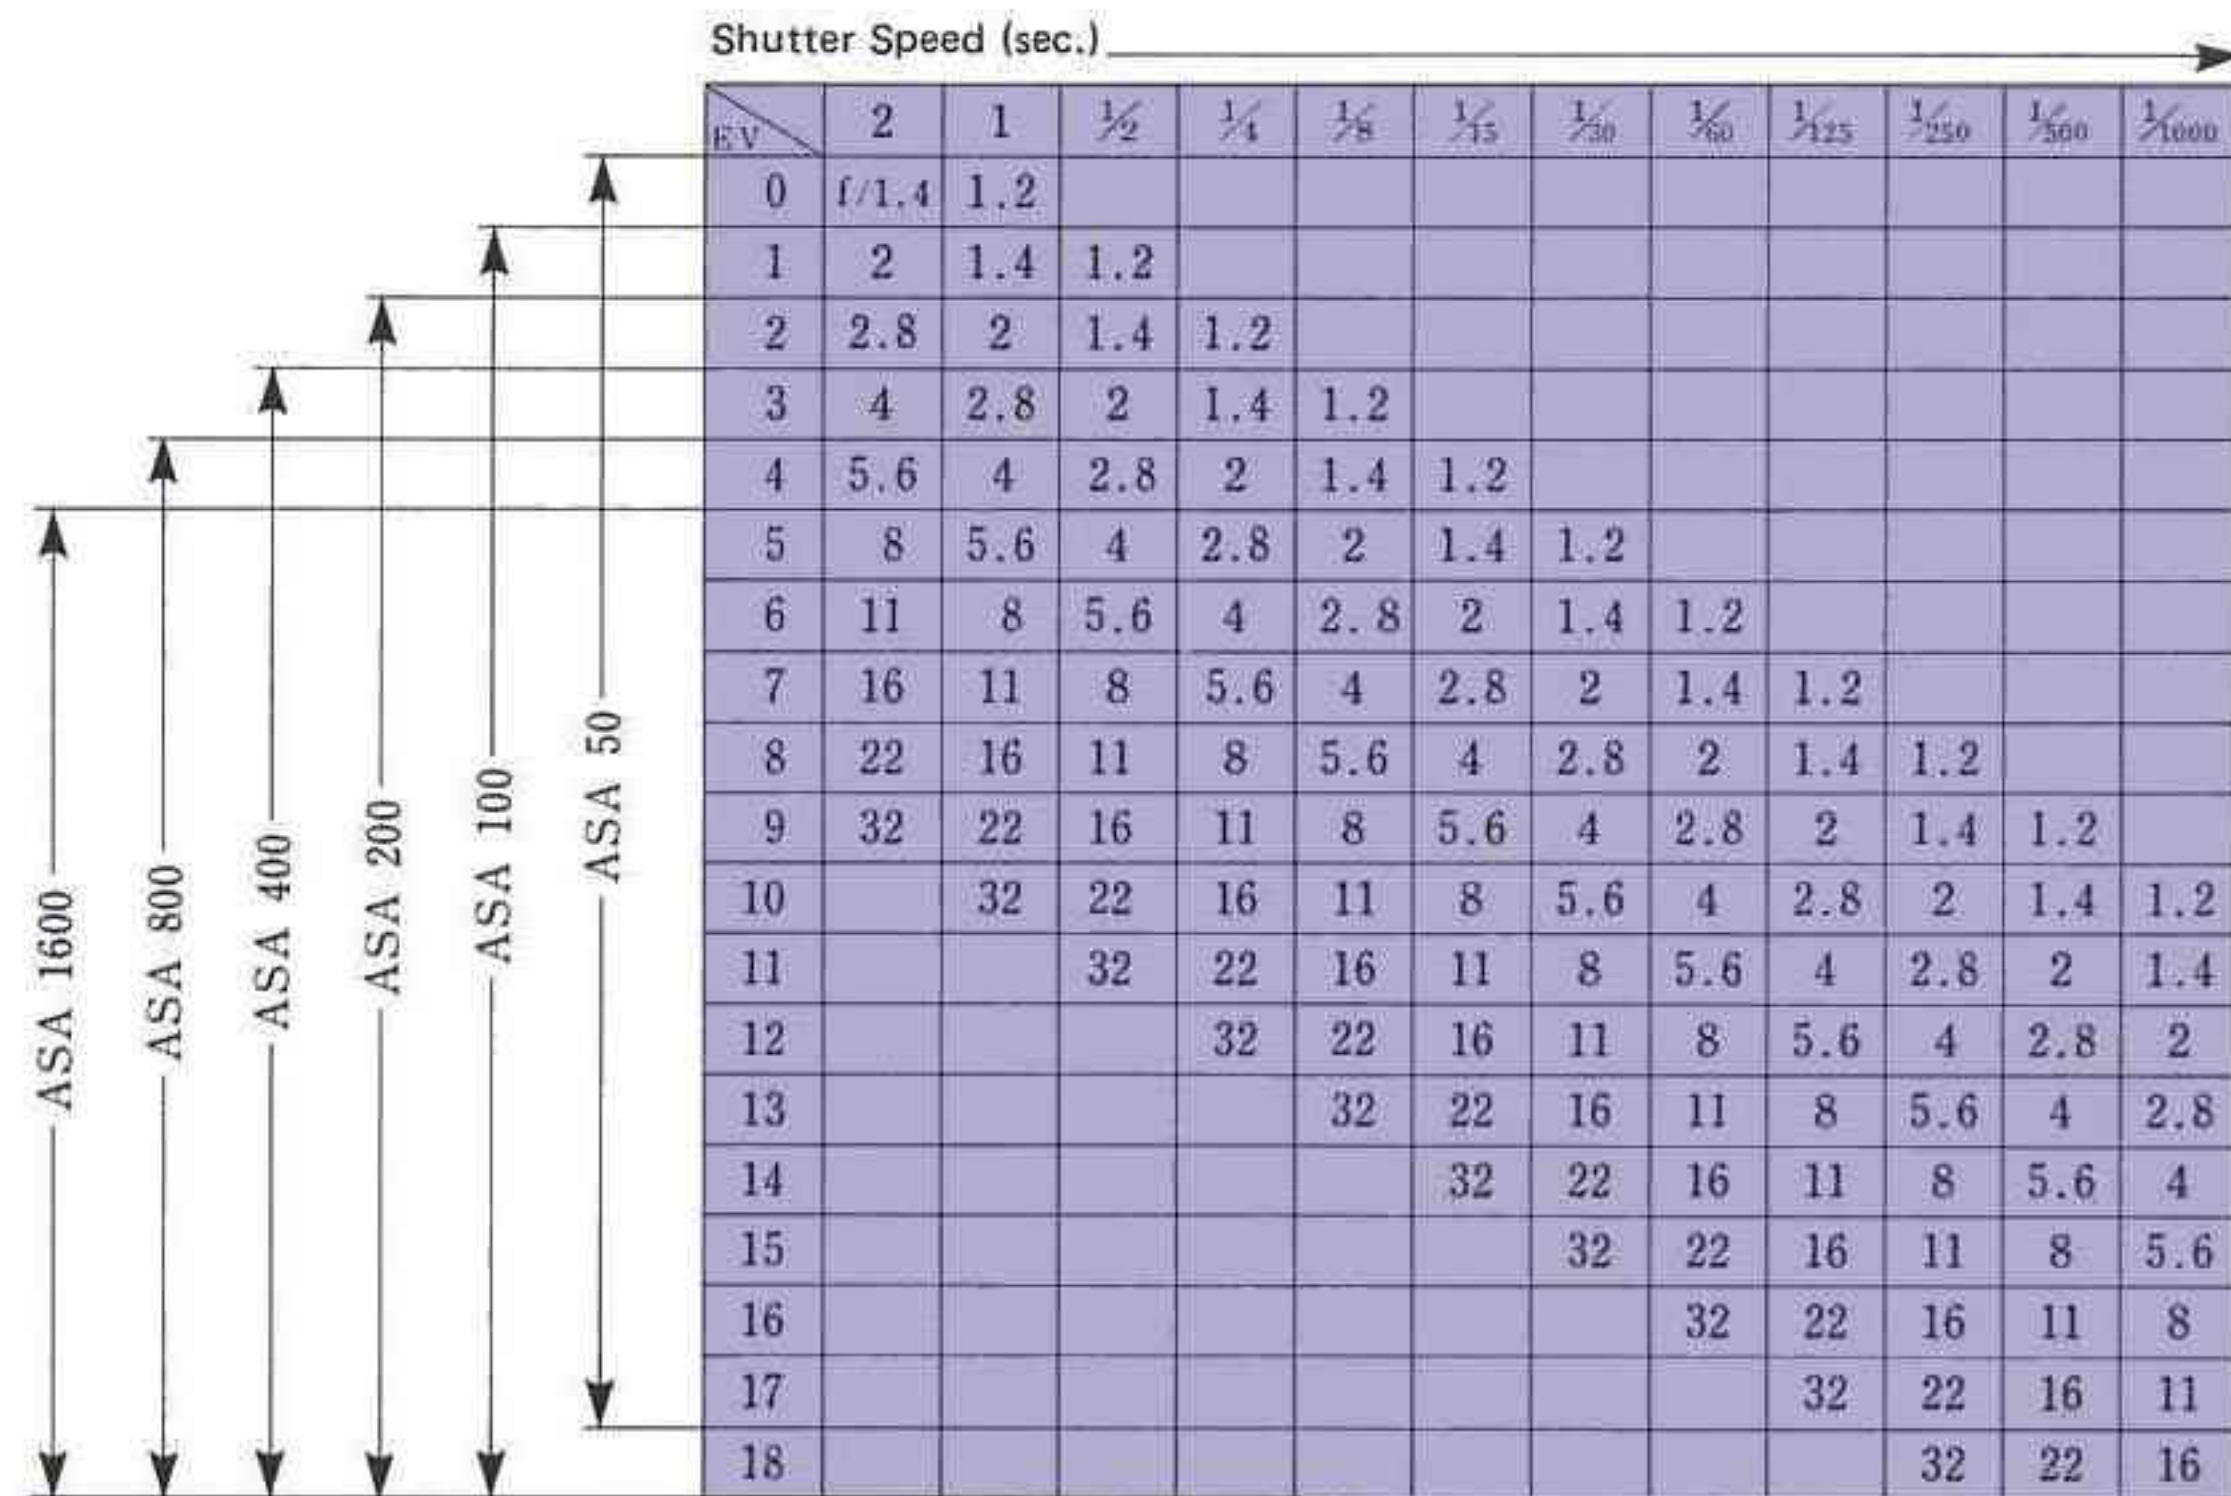 Shutter Speed (sec.)
EV 2 1 1/2 1/4 1/8 1/15 1/30 1/60 1/125 1/250 1/500 1/1000
0 f/1.4 1.2
1 2 1.4 1.2
2 2.8 2 1.4 1.2
3 4 2.8 2 1.4 1.2
4 5.6 4 2.8 2 1.4 1.2
5 8 5.6 4 2.8 2 1.4 1.2
6 11 8 5.6 4 2.8 2 1.4 1.2
7 16 11 8 5.6 4 2.8 2 1.4 1.2
8 22 16 11 8 5.6 4 2.8 2 1.4 1.2
9 32 22 16 11 8 5.6 4 2.8 2 1.4 1.2
10 32 22 16 11 8 5.6 4 2.8 2 1.4 1.2
11 32 22 16 11 8 5.6 4 2.8 2 1.4
12 32 22 16 11 8 5.6 4 2.8 2
13 32 22 16 11 8 5.6 4 2.8
14 32 22 16 11 8 5.6 4
15 32 22 16 11 8 5.6
16 32 22 16 11 8
17 32 22 16 11
18 32 22 16
ASA 1600
ASA 800
ASA 400
ASA 200
ASA 100
ASA 50